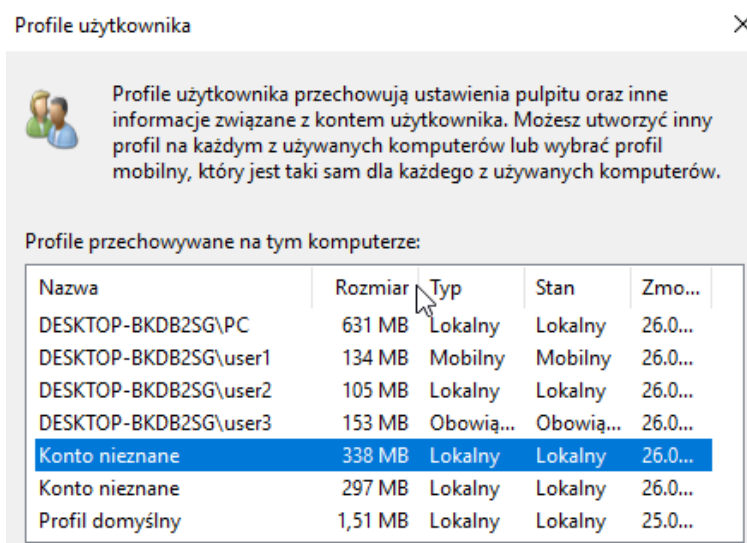 Profile użytkownika
Profile użytkownika przechowują ustawienia pulpitu oraz inne
informacje związane z kontem użytkownika. Możesz utworzyć inny
profil na każdym z używanych komputerów lub wybrać profil
mobilny, który jest taki sam dla każdego z używanych komputerów.
Profile przechowywane na tym komputerze:
Nazwa Rozmiar Typ Stan Zmo...
DESKTOP-BKDB2SG\PC 631 MB Lokalny Lokalny 26.0...
DESKTOP-BKDB2SG\user1 134 MB Mobilny Mobilny 26.0...
DESKTOP-BKDB2SG\user2 105 MB Lokalny Lokalny 26.0...
DESKTOP-BKDB2SG\user3 153 MB Obowią... Obowią... 26.0...
Konto nieznane 338 MB Lokalny Lokalny 26.0...
Konto nieznane 297 MB Lokalny Lokalny 26.0...
Profil domyślny 1,51 MB Lokalny Lokalny 25.0...